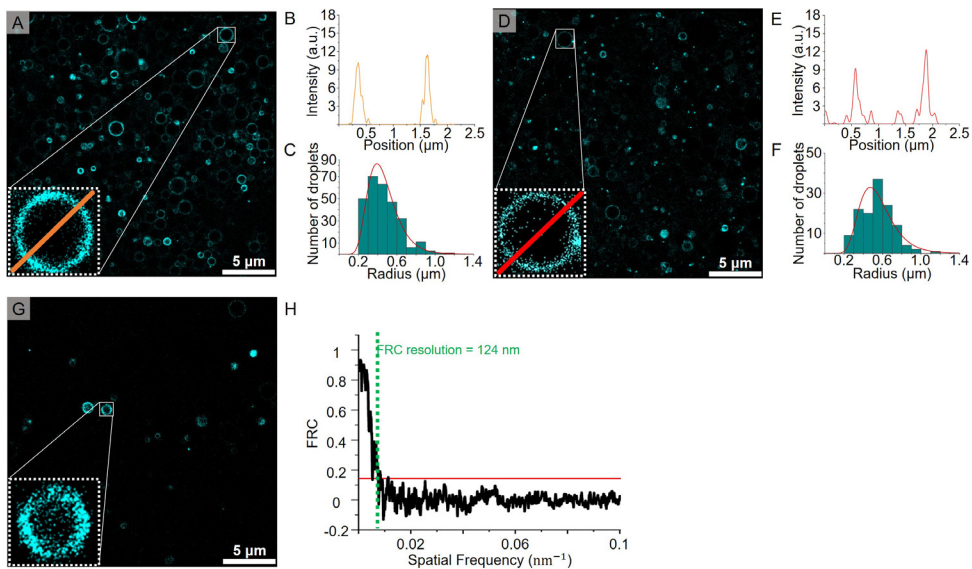 A
5 µm
B
Intensity (a.u.)
18
15
12
9
6
3
0.5 1 1.5 2 2.5
Position (µm)
C
Number of droplets
90
70
50
30
10
0.2 0.6 1.0 1.4
Radius (µm)
D
5 µm
E
Intensity (a.u.)
18
15
12
9
6
3
0.5 1 1.5 2 2.5
Position (µm)
F
Number of droplets
50
30
10
0.2 0.6 1.0 1.4
Radius (µm)
G
5 µm
H
FRC resolution = 124 nm
FRC
1
0.8
0.6
0.4
0.2
0
-0.2
0.02 0.06 0.1
Spatial Frequency (nm⁻¹)